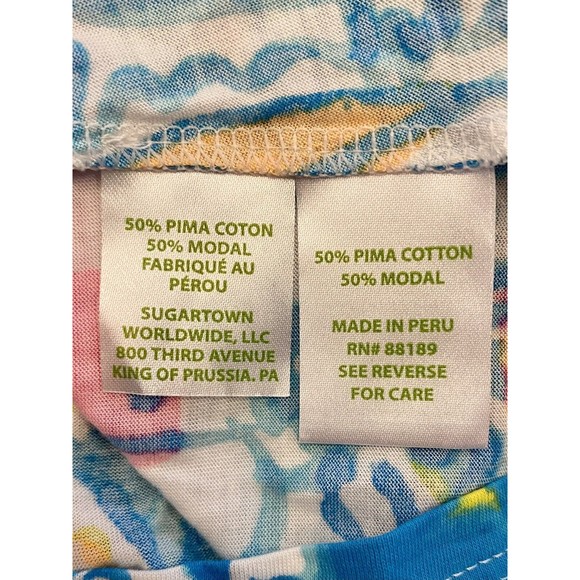 50% PIMA COTON
50% MODAL
FABRIQUÉ AU
PÉROU
SUGARTOWN
WORLDWIDE, LLC
800 THIRD AVENUE
KING OF PRUSSIA. PA
50% PIMA COTTON
50% MODAL
MADE IN PERU
RN# 88189
SEE REVERSE
FOR CARE